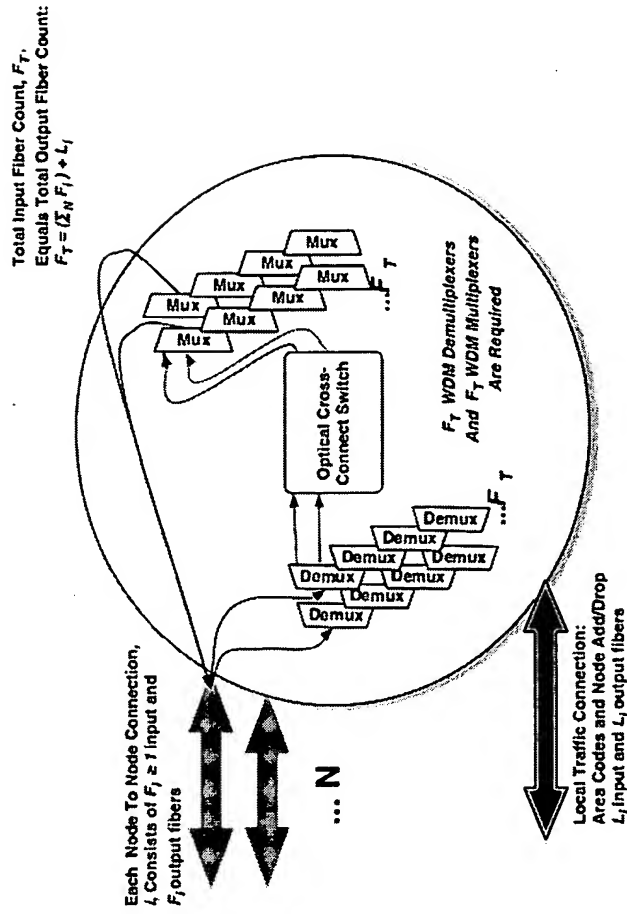 Total Input Fiber Count, F_T,
Equals Total Output Fiber Count:
F_T = (Σ_N F_i) + L_i
Each Node To Node Connection,
i, Consists of F_i ≥ 1 Input and
F_i output fibers
... N
Mux
Mux
Mux
Mux
Mux
Mux
Mux
Mux
...F_T
Optical Cross-
Connect Switch
Demux
Demux
Demux
Demux
Demux
Demux
Demux
Demux
...F_T
F_T WDM Demultiplexers
And F_T WDM Multiplexers
Are Required
Local Traffic Connection:
Area Codes and Node Add/Drop
L_i input and L_i output fibers